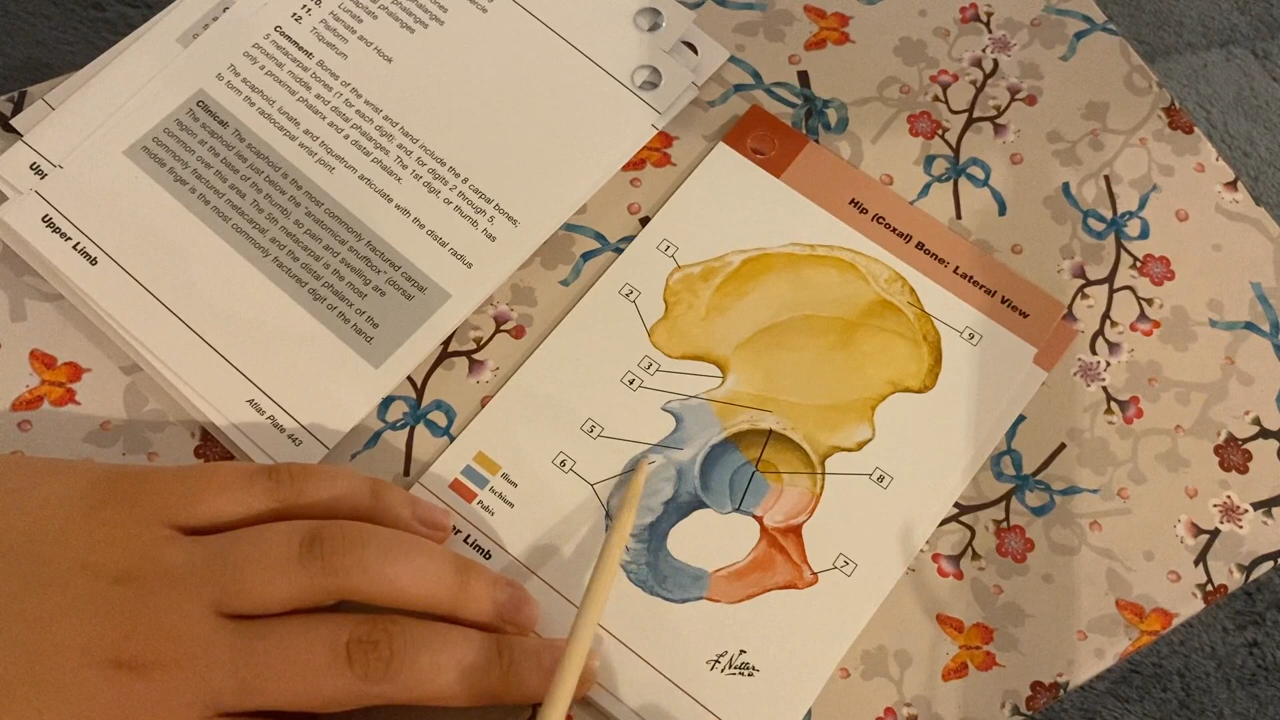 phalanges
phalanges
10.
Capitate
11.
Lunate
12.
Hamate and Hook
Pisiform
Triquetrum
Comment: Bones of the wrist and hand include the 8 carpal bones;
5 metacarpal bones (1 for each digit); and, for digits 2 through 5,
proximal, middle, and distal phalanges. The 1st digit, or thumb, has
only a proximal phalanx and a distal phalanx.
The scaphoid, lunate, and triquetrum articulate with the distal radius
to form the radiocarpal wrist joint.
Clinical: The scaphoid is the most commonly fractured carpal.
The scaphoid lies just below the "anatomical snuffbox" (dorsal
region at the base of the thumb), so pain and swelling are
common over this area. The 5th metacarpal is the most
commonly fractured metacarpal, and the distal phalanx of the
middle finger is the most commonly fractured digit of the hand.
Upper Limb
Atlas Plate 443
Hip (Coxal) Bone: Lateral View
1
2
3
4
5
6
7
8
9
Ilium
Ischium
Pubis
er Limb
F. Netter
M.D.